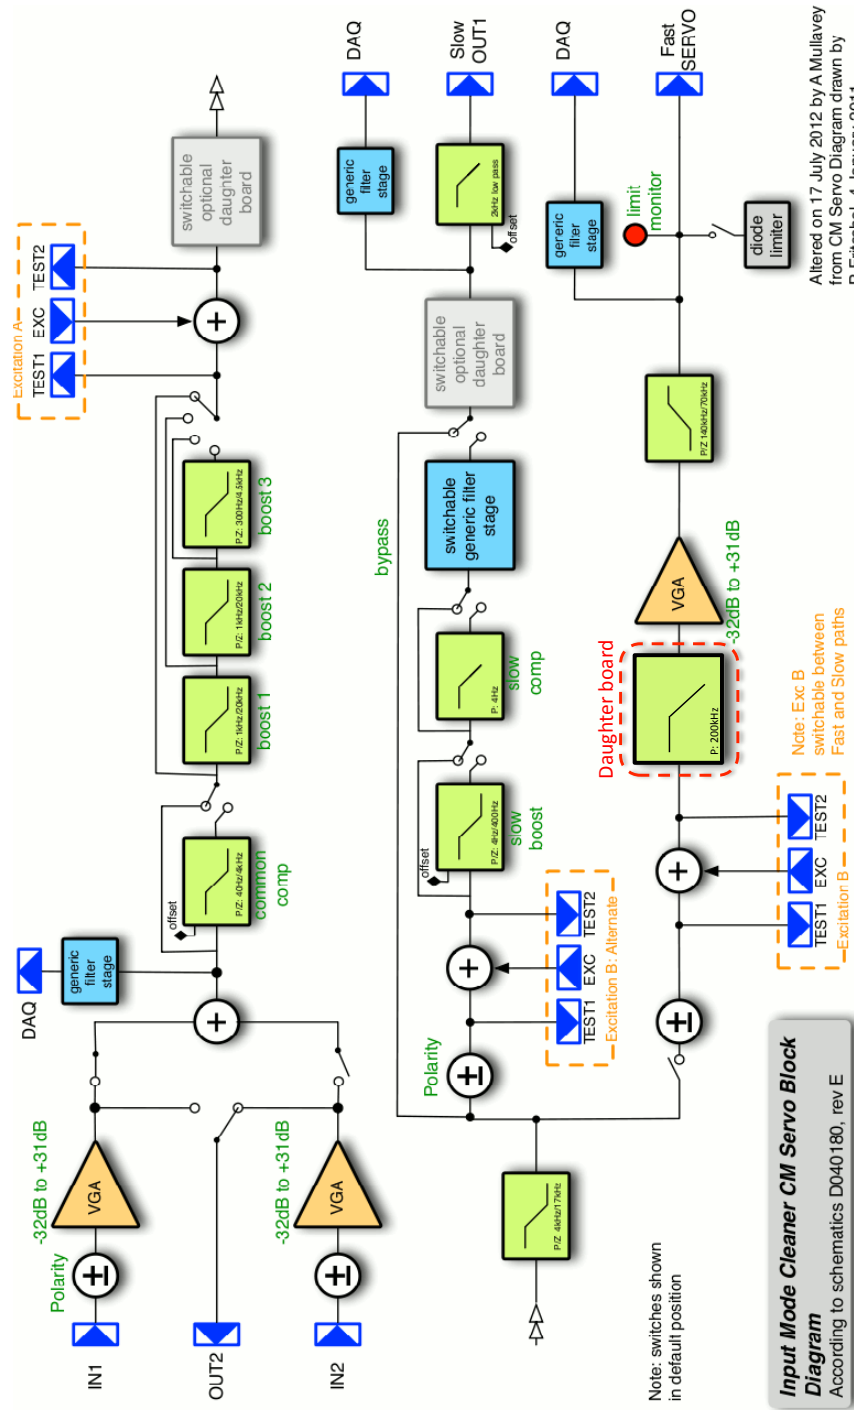 IN1
Polarity
±
VGA
-32dB to +31dB
OUT2
IN2
±
VGA
-32dB to +31dB
+
DAQ
generic
filter
stage
offset
P/Z: 40Hz/4kHz
common
comp
P/Z: 1kHz/20kHz
boost 1
P/Z: 1kHz/20kHz
boost 2
P.Z: 300Hz/4.5kHz
boost 3
Excitation A
TEST1
EXC
TEST2
+
switchable
optional
daughter
board
P/Z 4kHz/17kHz
Polarity
±
+
TEST1
EXC
TEST2
Excitation B: Alternate
bypass
offset
P/Z: 4Hz/400Hz
slow
boost
P: 4Hz
slow
comp
switchable
generic filter
stage
switchable
optional
daughter
board
generic
filter
stage
DAQ
2kHz low pass
offset
Slow
OUT1
±
+
TEST1
EXC
TEST2
Excitation B
Note: Exc B
switchable between
Fast and Slow paths
Daughter board
P: 200kHz
VGA
-32dB to +31dB
P/Z 140kHz/70kHz
generic
filter
stage
DAQ
limit
monitor
diode
limiter
Fast
SERVO
Note: switches shown
in default position
Input Mode Cleaner CM Servo Block
Diagram
According to schematics D040180, rev E
Altered on 17 July 2012 by A Mullavey
from CM Servo Diagram drawn by
P Fritschel, 4 January 2011